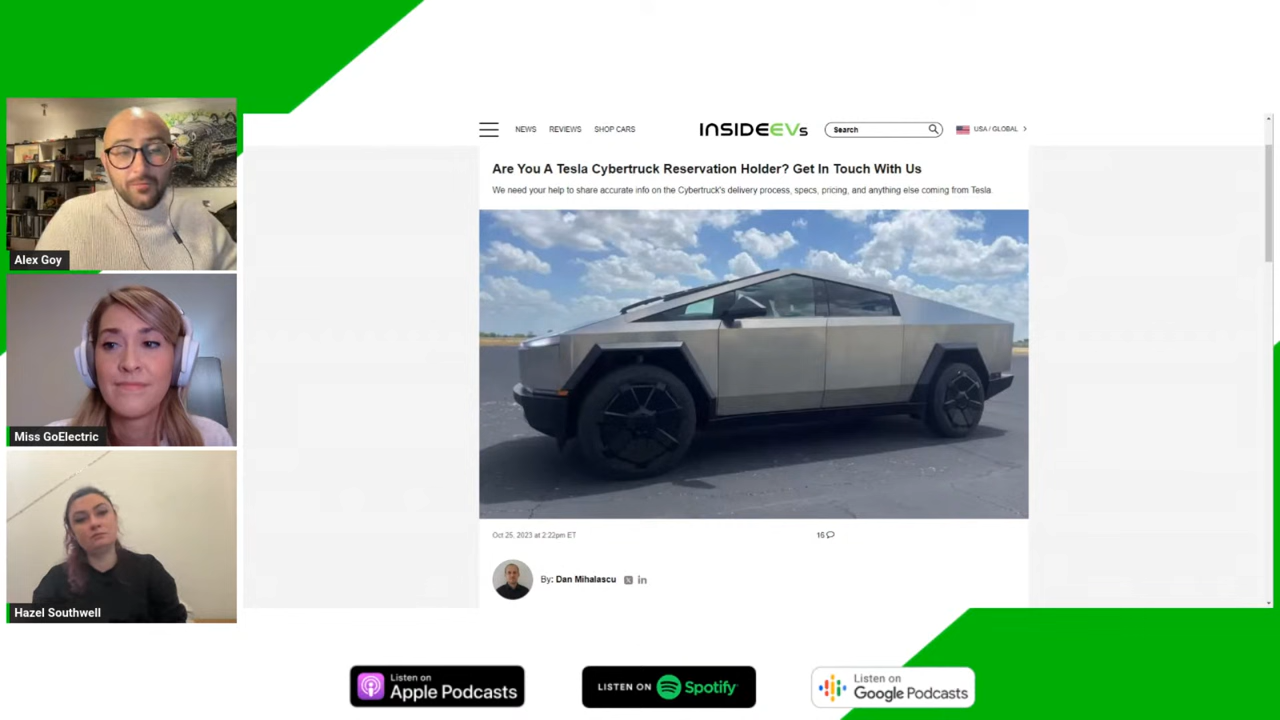 Alex Goy
Miss GoElectric
Hazel Southwell
NEWS REVIEWS SHOP CARS
INSIDEEVs
Search
USA / GLOBAL
Are You A Tesla Cybertruck Reservation Holder? Get In Touch With Us
We need your help to share accurate info on the Cybertruck's delivery process, specs, pricing, and anything else coming from Tesla.
Oct 25, 2023 at 2:22pm ET
16
By: Dan Mihalascu
Listen on
Apple Podcasts
LISTEN ON Spotify
Listen on
Google Podcasts